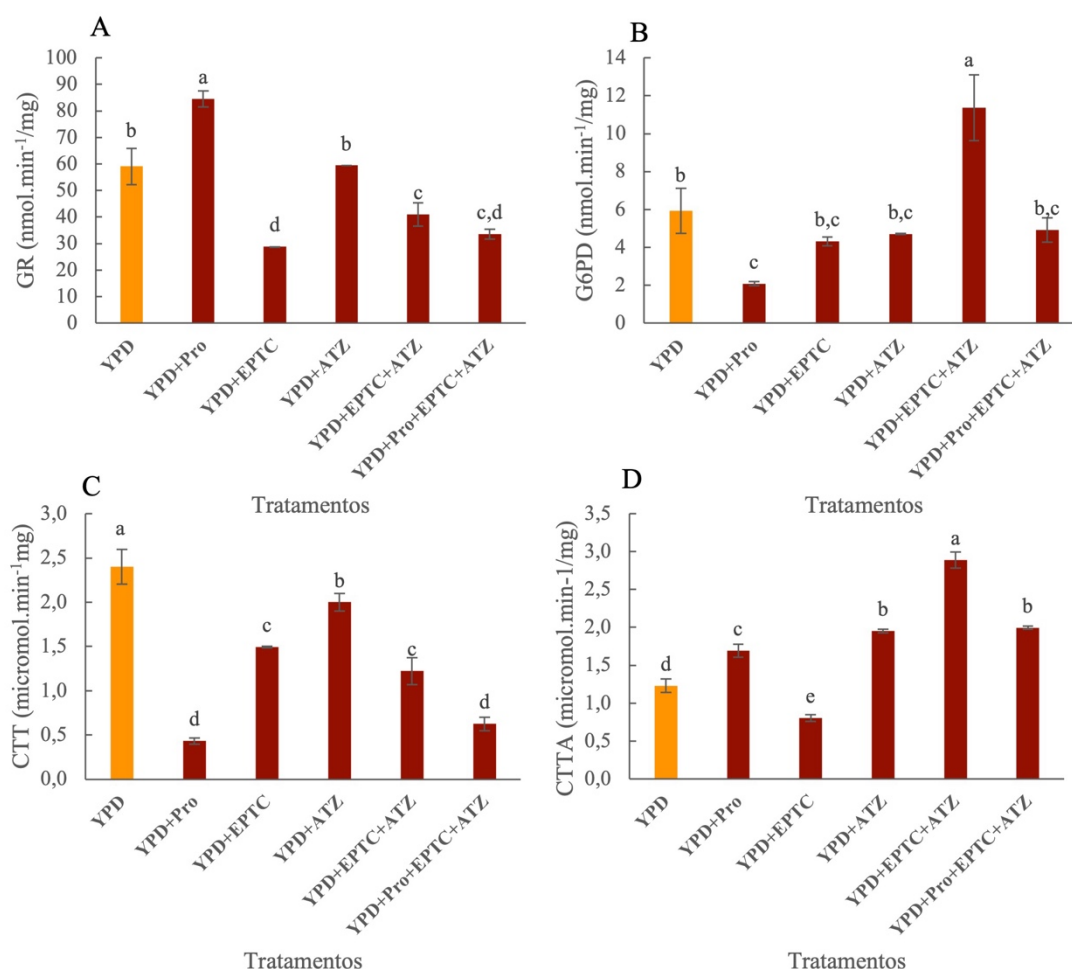 A
GR (nmol.min⁻¹/mg)
100
90
80
70
60
50
40
30
20
10
0
b
a
d
b
c
c,d
YPD
YPD+Pro
YPD+EPTC
YPD+ATZ
YPD+EPTC+ATZ
YPD+Pro+EPTC+ATZ
Tratamentos
B
G6PD (nmol.min⁻¹/mg)
14
12
10
8
6
4
2
0
b
c
b,c
b,c
a
b,c
YPD
YPD+Pro
YPD+EPTC
YPD+ATZ
YPD+EPTC+ATZ
YPD+Pro+EPTC+ATZ
Tratamentos
C
CTT (micromol.min⁻¹mg)
3,0
2,5
2,0
1,5
1,0
0,5
0,0
a
d
c
b
c
d
YPD
YPD+Pro
YPD+EPTC
YPD+ATZ
YPD+EPTC+ATZ
YPD+Pro+EPTC+ATZ
Tratamentos
D
CTTA (micromol.min-1/mg)
3,5
3,0
2,5
2,0
1,5
1,0
0,5
0,0
d
c
e
b
a
b
YPD
YPD+Pro
YPD+EPTC
YPD+ATZ
YPD+EPTC+ATZ
YPD+Pro+EPTC+ATZ
Tratamentos